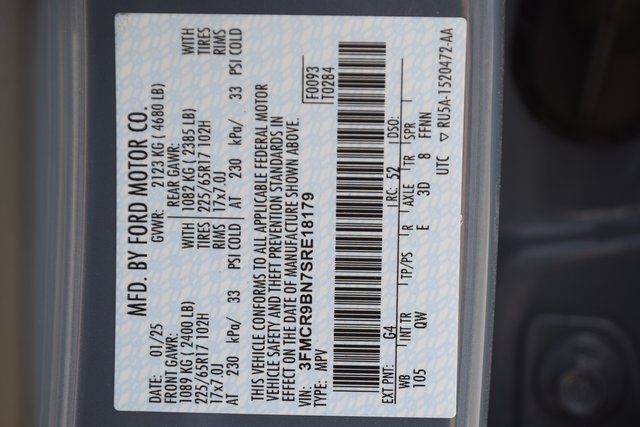 MFD. BY FORD MOTOR CO.
DATE: 01/25 GVWR: 2123 KG ( 4680 LB)
FRONT GAWR: REAR GAWR: WITH
1089 KG ( 2400 LB) 1082 KG ( 2385 LB) TIRES
225/65R17 102H 225/65R17 102H RIMS
17x7.0J 17x7.0J
AT 230 kPa/ 33 PSI COLD AT 230 kPa/ 33 PSI COLD
THIS VEHICLE CONFORMS TO ALL APPLICABLE FEDERAL MOTOR
VEHICLE SAFETY AND THEFT PREVENTION STANDARDS IN
EFFECT ON THE DATE OF MANUFACTURE SHOWN ABOVE.
VIN: 3FMCR9BN7SRE18179
TYPE: MPV
F0093
T0284
EXT PNT: G4 RC: 52 DSO:
WB INT TR TP/PS R AXLE TR SPR
105 QW E 3D 8 FFNN
UTC ▽ RU5A-1520472-AA